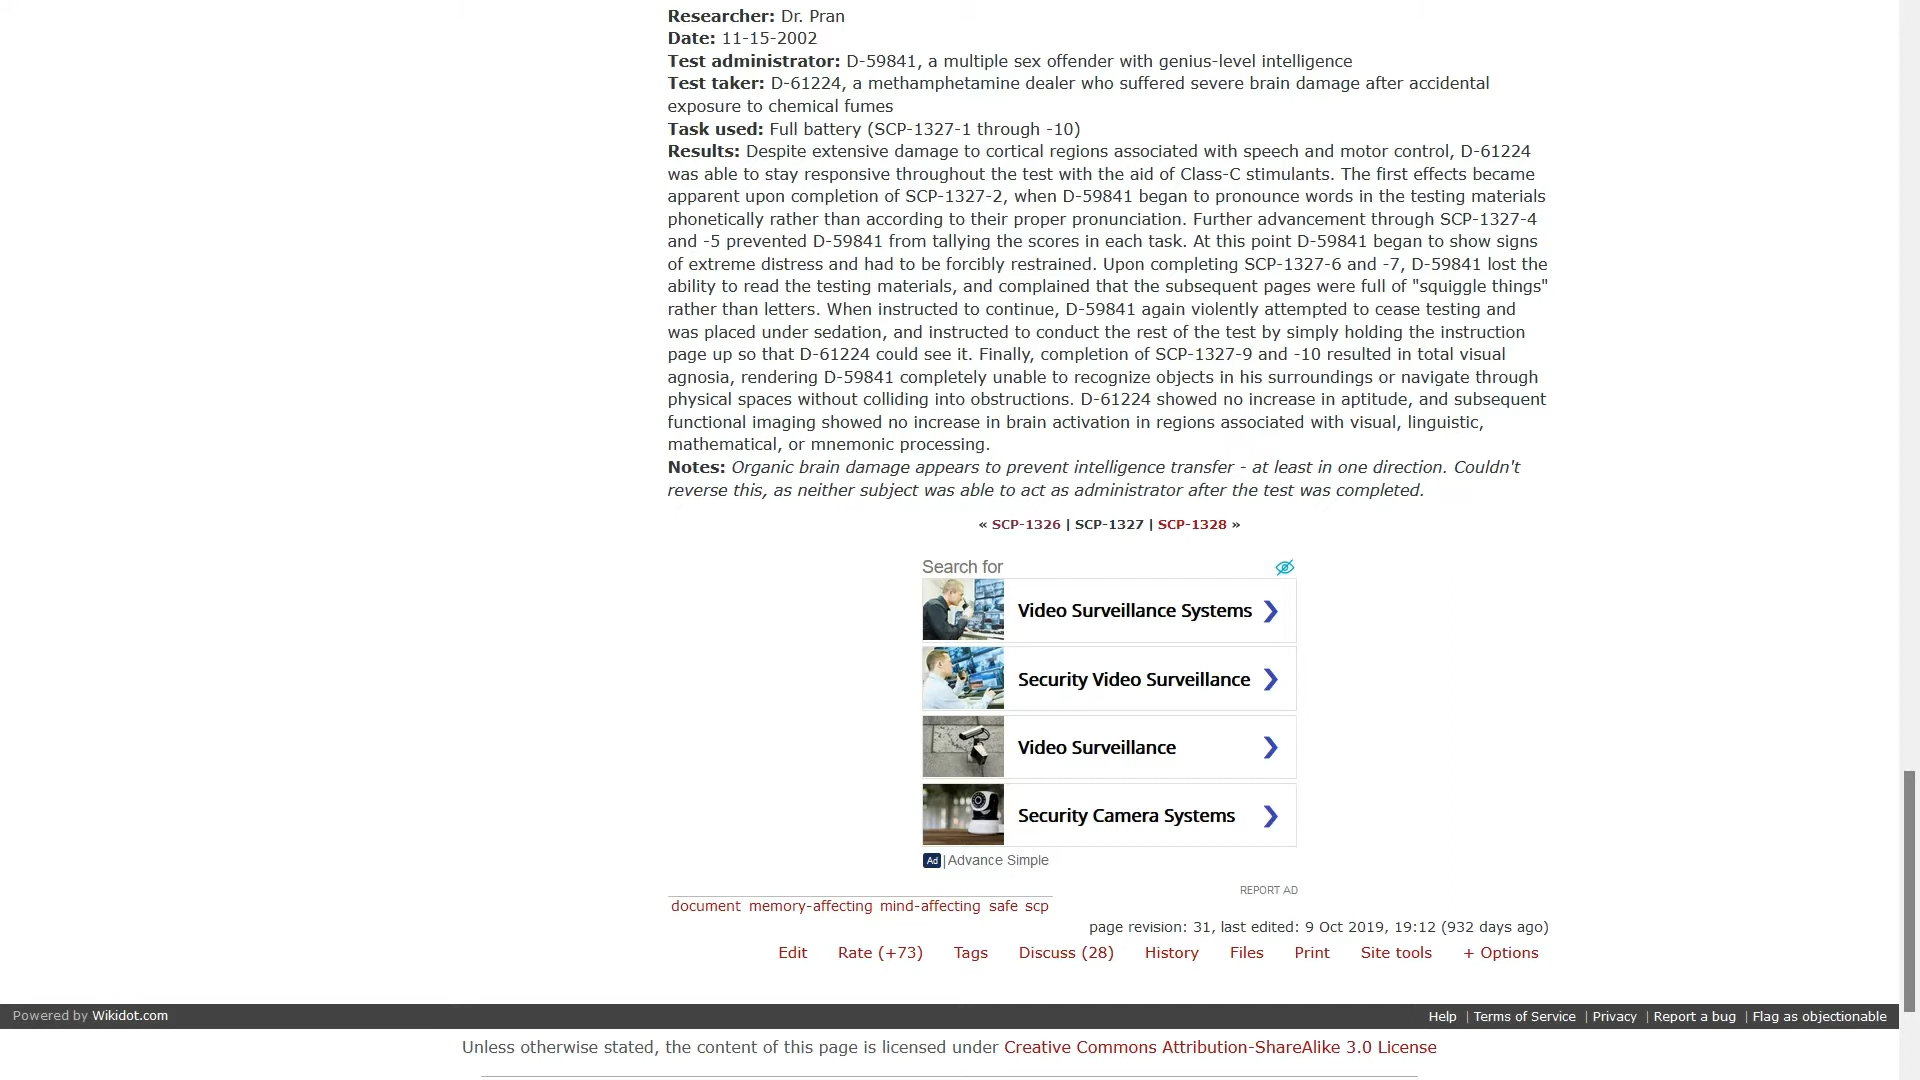 Researcher: Dr. Pran
Date: 11-15-2002
Test administrator: D-59841, a multiple sex offender with genius-level intelligence
Test taker: D-61224, a methamphetamine dealer who suffered severe brain damage after accidental
exposure to chemical fumes
Task used: Full battery (SCP-1327-1 through -10)
Results: Despite extensive damage to cortical regions associated with speech and motor control, D-61224
was able to stay responsive throughout the test with the aid of Class-C stimulants. The first effects became
apparent upon completion of SCP-1327-2, when D-59841 began to pronounce words in the testing materials
phonetically rather than according to their proper pronunciation. Further advancement through SCP-1327-4
and -5 prevented D-59841 from tallying the scores in each task. At this point D-59841 began to show signs
of extreme distress and had to be forcibly restrained. Upon completing SCP-1327-6 and -7, D-59841 lost the
ability to read the testing materials, and complained that the subsequent pages were full of "squiggle things"
rather than letters. When instructed to continue, D-59841 again violently attempted to cease testing and
was placed under sedation, and instructed to conduct the rest of the test by simply holding the instruction
page up so that D-61224 could see it. Finally, completion of SCP-1327-9 and -10 resulted in total visual
agnosia, rendering D-59841 completely unable to recognize objects in his surroundings or navigate through
physical spaces without colliding into obstructions. D-61224 showed no increase in aptitude, and subsequent
functional imaging showed no increase in brain activation in regions associated with visual, linguistic,
mathematical, or mnemonic processing.
Notes: Organic brain damage appears to prevent intelligence transfer - at least in one direction. Couldn't
reverse this, as neither subject was able to act as administrator after the test was completed.
« SCP-1326 | SCP-1327 | SCP-1328 »
Search for
Video Surveillance Systems
Security Video Surveillance
Video Surveillance
Security Camera Systems
Ad | Advance Simple
REPORT AD
document memory-affecting mind-affecting safe scp
page revision: 31, last edited: 9 Oct 2019, 19:12 (932 days ago)
Edit Rate (+73) Tags Discuss (28) History Files Print Site tools + Options
Powered by Wikidot.com
Help | Terms of Service | Privacy | Report a bug | Flag as objectionable
Unless otherwise stated, the content of this page is licensed under Creative Commons Attribution-ShareAlike 3.0 License